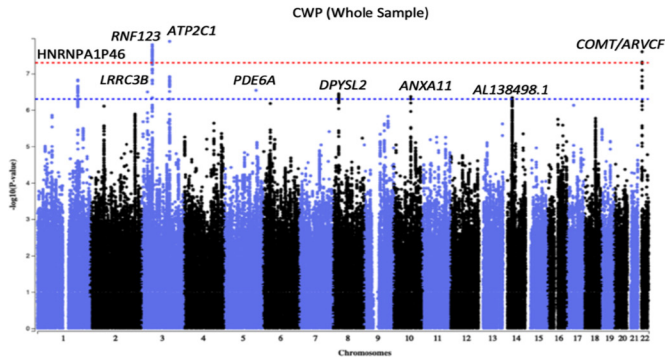 CWP (Whole Sample)
RNF123
ATP2C1
HNRNPA1P46
COMT/ARVCF
LRRC3B
PDE6A
DPYSL2
ANXA11
AL138498.1
-log10(P-value)
7
6
5
4
3
2
1
0
1 2 3 4 5 6 7 8 9 10 11 12 13 14 15 16 17 18 19 20 21 22
Chromosomes